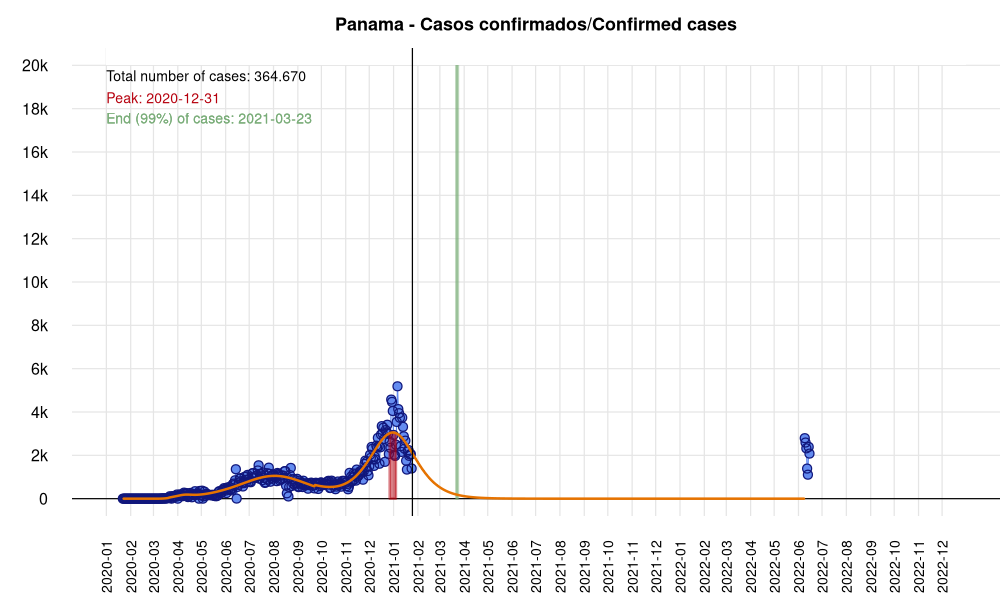 Panama - Casos confirmados/Confirmed cases
Total number of cases: 364.670
Peak: 2020-12-31
End (99%) of cases: 2021-03-23
20k
18k
16k
14k
12k
10k
8k
6k
4k
2k
0
2020-01
2020-02
2020-03
2020-04
2020-05
2020-06
2020-07
2020-08
2020-09
2020-10
2020-11
2020-12
2021-01
2021-02
2021-03
2021-04
2021-05
2021-06
2021-07
2021-08
2021-09
2021-10
2021-11
2021-12
2022-01
2022-02
2022-03
2022-04
2022-05
2022-06
2022-07
2022-08
2022-09
2022-10
2022-11
2022-12